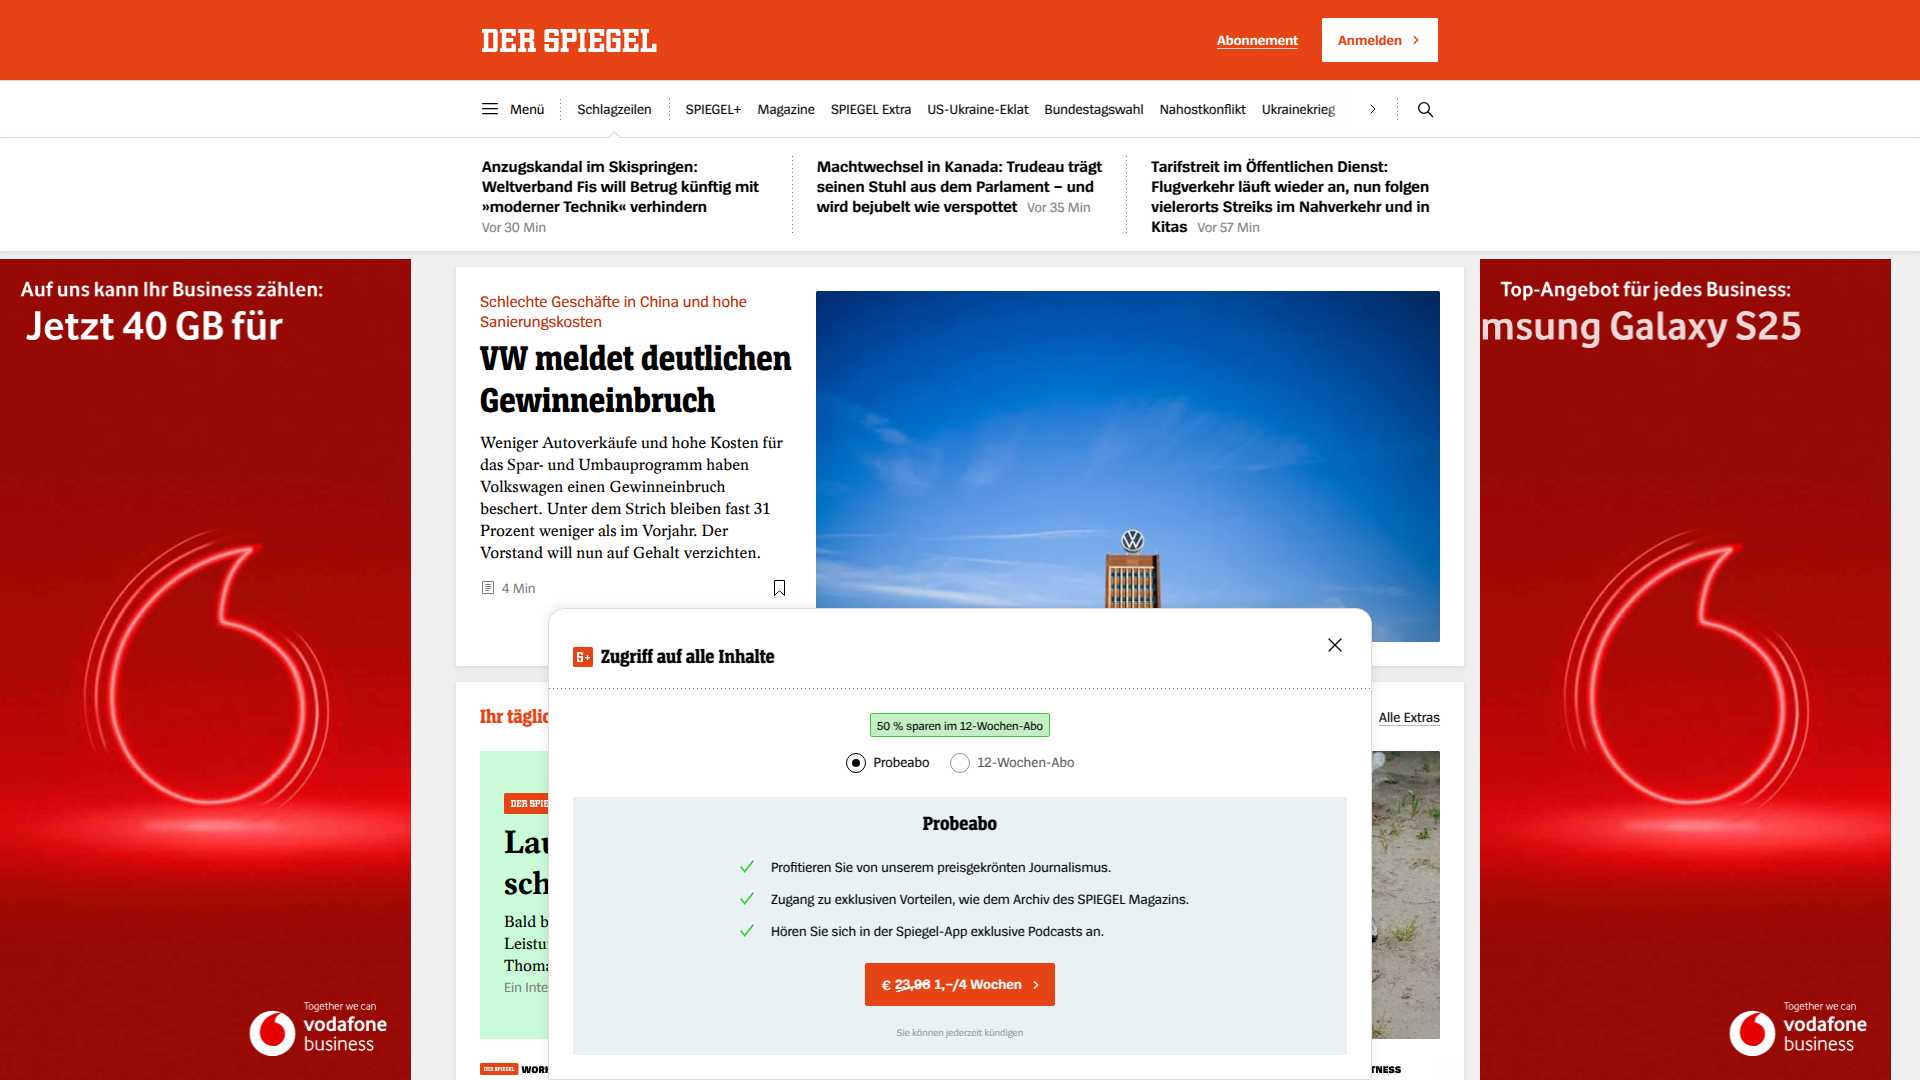 DER SPIEGEL
Abonnement
Anmelden
Menü
Schlagzeilen
SPIEGEL+
Magazine
SPIEGEL Extra
US-Ukraine-Eklat
Bundestagswahl
Nahostkonflikt
Ukrainekrieg
Anzugskandal im Skispringen:
Weltverband Fis will Betrug künftig mit
»moderner Technik« verhindern
Vor 30 Min
Machtwechsel in Kanada: Trudeau trägt
seinen Stuhl aus dem Parlament – und
wird bejubelt wie verspottet Vor 35 Min
Tarifstreit im Öffentlichen Dienst:
Flugverkehr läuft wieder an, nun folgen
vielerorts Streiks im Nahverkehr und in
Kitas Vor 57 Min
Auf uns kann Ihr Business zählen:
Jetzt 40 GB für
Together we can
vodafone
business
Schlechte Geschäfte in China und hohe
Sanierungskosten
VW meldet deutlichen
Gewinneinbruch
Weniger Autoverkäufe und hohe Kosten für
das Spar- und Umbauprogramm haben
Volkswagen einen Gewinneinbruch
beschert. Unter dem Strich bleiben fast 31
Prozent weniger als im Vorjahr. Der
Vorstand will nun auf Gehalt verzichten.
4 Min
Ihr täglic
Alle Extras
DER SPIE
Lau
sch
Bald b
Leistu
Thoma
Ein Inte
DER SPIEGEL WOR
TNESS
Zugriff auf alle Inhalte
50 % sparen im 12-Wochen-Abo
Probeabo
12-Wochen-Abo
Probeabo
Profitieren Sie von unserem preisgekrönten Journalismus.
Zugang zu exklusiven Vorteilen, wie dem Archiv des SPIEGEL Magazins.
Hören Sie sich in der Spiegel-App exklusive Podcasts an.
€ 23,96 1,–/4 Wochen
Sie können jederzeit kündigen
Top-Angebot für jedes Business:
msung Galaxy S25
Together we can
vodafone
business